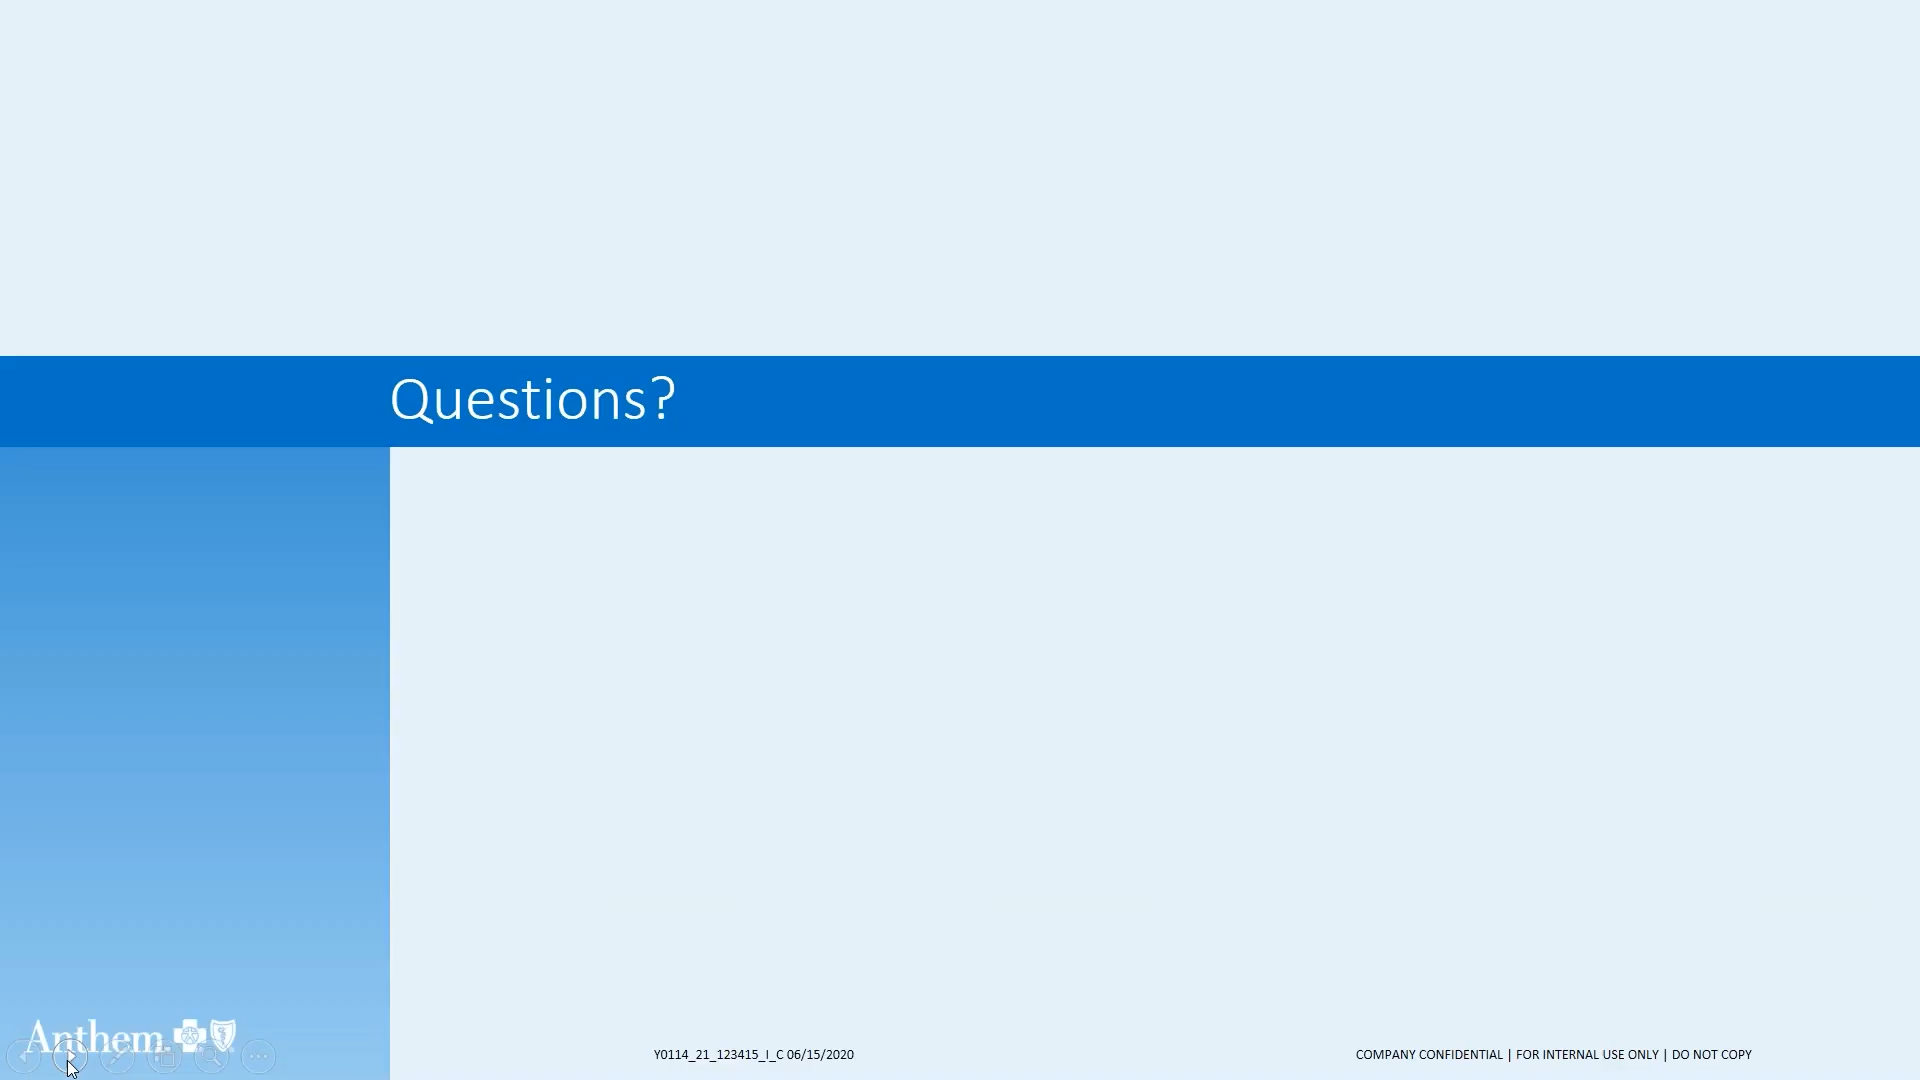 Questions?
Anthem
Y0114_21_123415_I_C 06/15/2020
COMPANY CONFIDENTIAL | FOR INTERNAL USE ONLY | DO NOT COPY